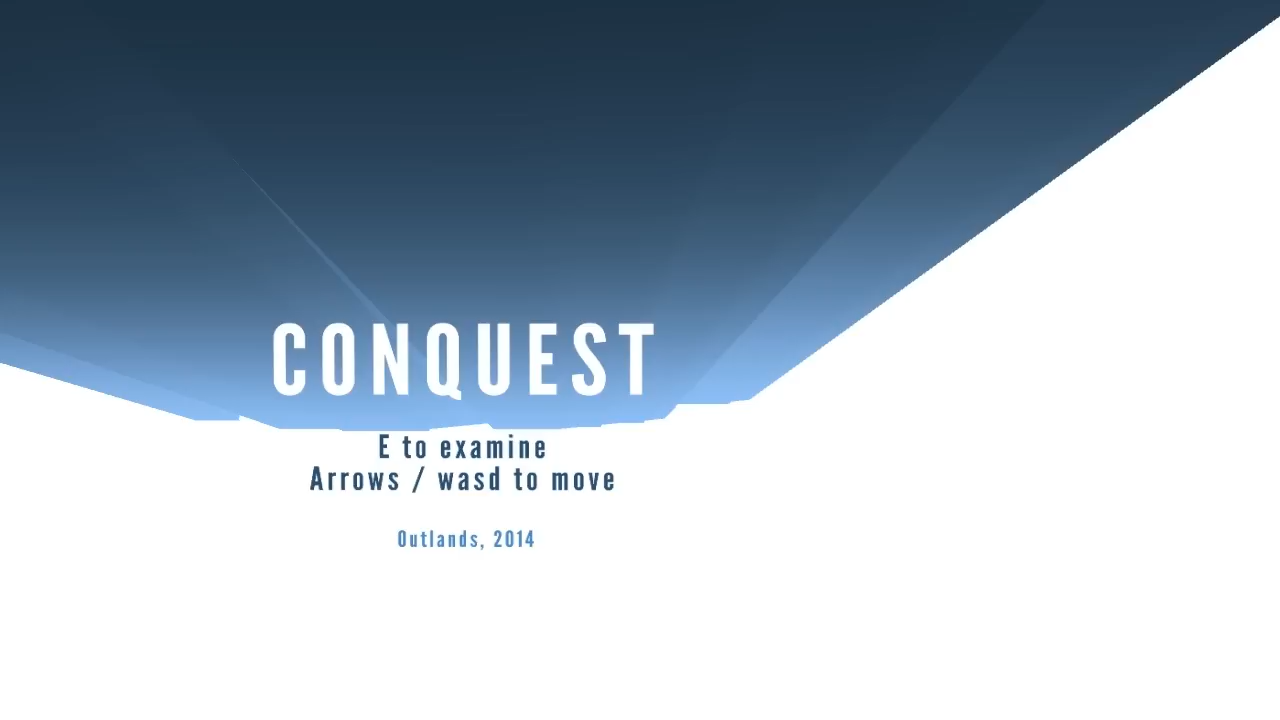 CONQUEST
E to examine
Arrows / wasd to move
Outlands, 2014